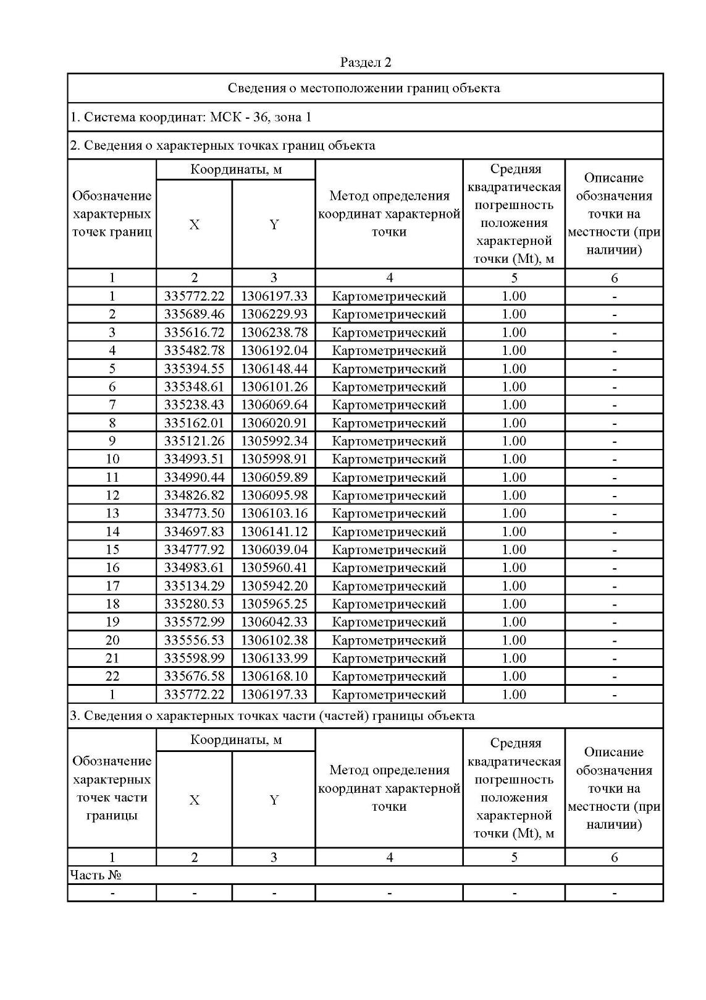 Раздел 2
Сведения о местоположении границ объекта
1. Система координат: МСК - 36, зона 1
2. Сведения о характерных точках границ объекта
Обозначение характерных точек границ
Координаты, м
X
Y
Метод определения координат характерной точки
Средняя квадратическая погрешность положения характерной точки (Mt), м
Описание обозначения точки на местности (при наличии)
1 2 3 4 5 6
1 335772.22 1306197.33 Картометрический 1.00 -
2 335689.46 1306229.93 Картометрический 1.00 -
3 335616.72 1306238.78 Картометрический 1.00 -
4 335482.78 1306192.04 Картометрический 1.00 -
5 335394.55 1306148.44 Картометрический 1.00 -
6 335348.61 1306101.26 Картометрический 1.00 -
7 335238.43 1306069.64 Картометрический 1.00 -
8 335162.01 1306020.91 Картометрический 1.00 -
9 335121.26 1305992.34 Картометрический 1.00 -
10 334993.51 1305998.91 Картометрический 1.00 -
11 334990.44 1306059.89 Картометрический 1.00 -
12 334826.82 1306095.98 Картометрический 1.00 -
13 334773.50 1306103.16 Картометрический 1.00 -
14 334697.83 1306141.12 Картометрический 1.00 -
15 334777.92 1306039.04 Картометрический 1.00 -
16 334983.61 1305960.41 Картометрический 1.00 -
17 335134.29 1305942.20 Картометрический 1.00 -
18 335280.53 1305965.25 Картометрический 1.00 -
19 335572.99 1306042.33 Картометрический 1.00 -
20 335556.53 1306102.38 Картометрический 1.00 -
21 335598.99 1306133.99 Картометрический 1.00 -
22 335676.58 1306168.10 Картометрический 1.00 -
1 335772.22 1306197.33 Картометрический 1.00 -
3. Сведения о характерных точках части (частей) границы объекта
Обозначение характерных точек части границы
Координаты, м
X
Y
Метод определения координат характерной точки
Средняя квадратическая погрешность положения характерной точки (Mt), м
Описание обозначения точки на местности (при наличии)
1 2 3 4 5 6
Часть №
- - - - - -